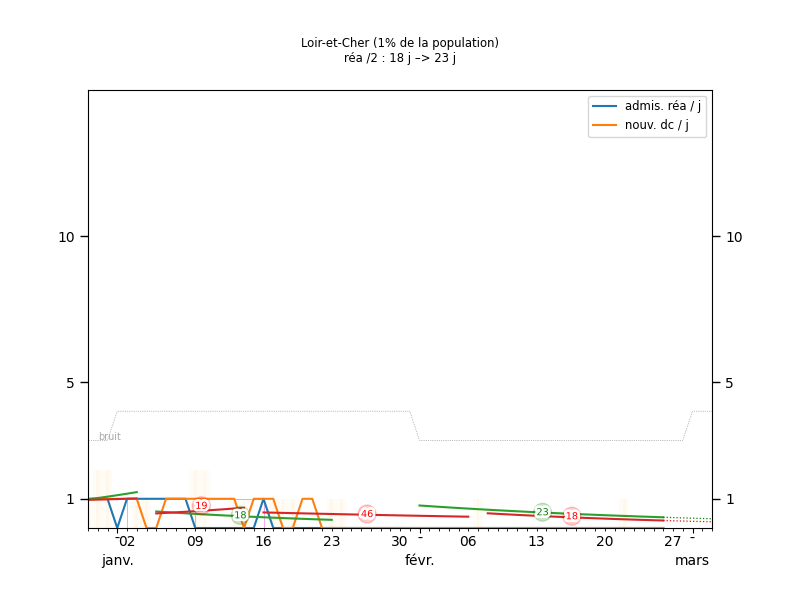 Loir-et-Cher (1% de la population)
réa /2 : 18 j –> 23 j
admis. réa / j
nouv. dc / j
10 10
5 5
bruit
1 1
19
18
46
23
18
02 09 16 23 30 - 06 13 20 27 -
janv. févr. mars